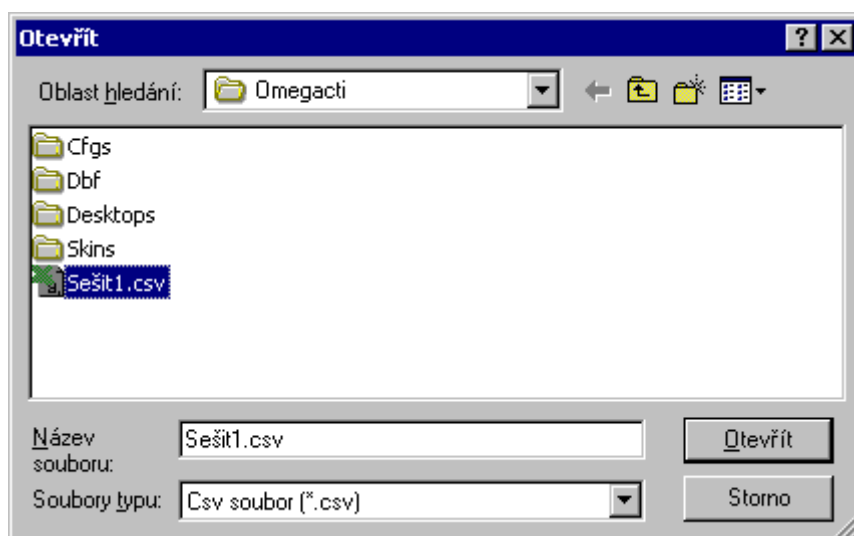 Otevřít
Oblast hledání: Omegacti
Cfgs
Dbf
Desktops
Skins
Sešit1.csv
Název souboru: Sešit1.csv Otevřít
Soubory typu: Csv soubor (*.csv) Storno